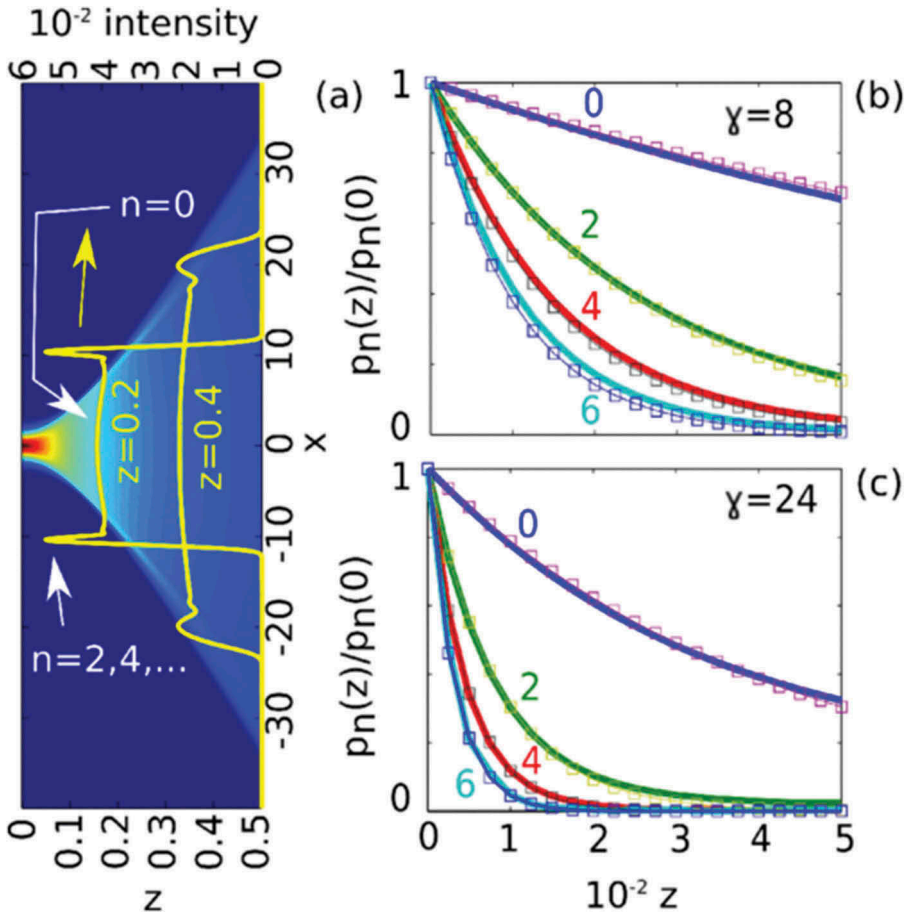 10⁻² intensity
6 5 4 3 2 1 0
(a)
n=0
z=0.2
z=0.4
n=2,4,...
30
20
10
0
-10
-20
-30
x
0 0.1 0.2 0.3 0.4 0.5
z
(b)
ɣ=8
1
0
pn(z)/pn(0)
0
2
4
6
(c)
ɣ=24
1
0
pn(z)/pn(0)
0
2
4
6
0 1 2 3 4 5
10⁻² z